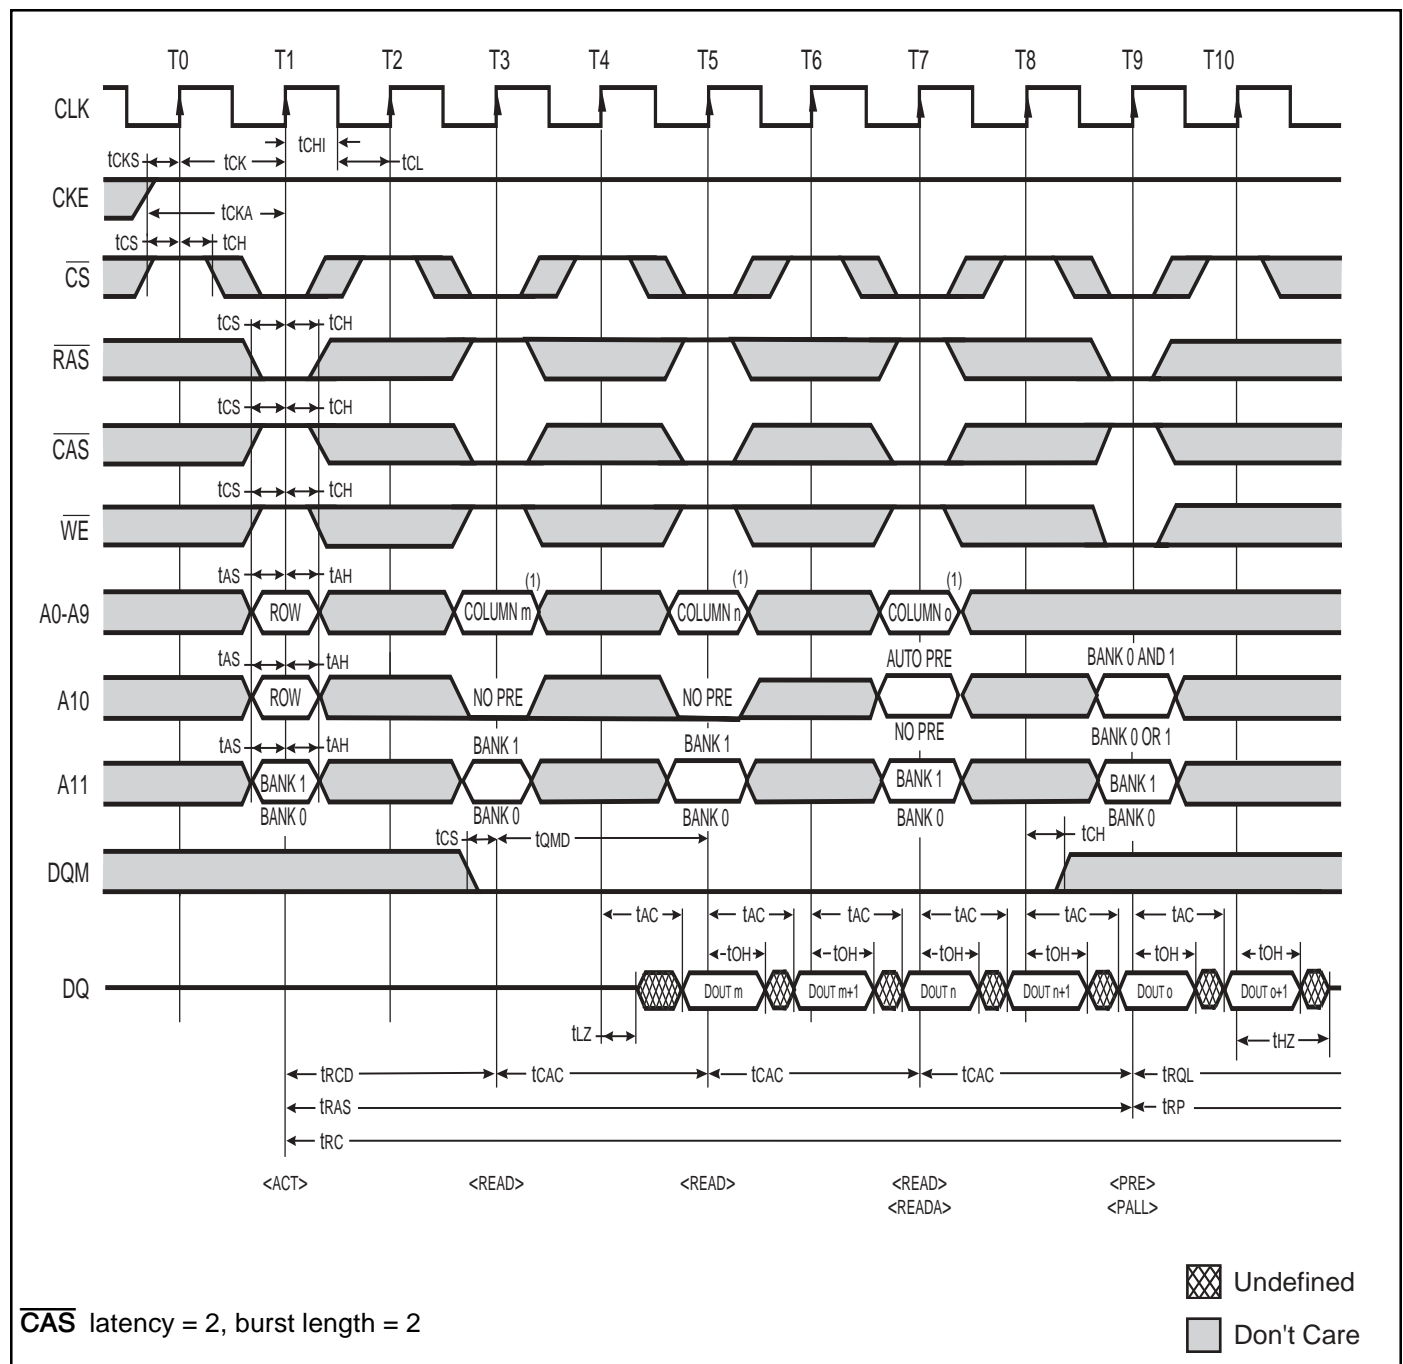 T0 T1 T2 T3 T4 T5 T6 T7 T8 T9 T10
CLK
tCHI
tCKS tCK tCL
CKE
tCKA
tCS tCH
CS
tCS tCH
RAS
tCS tCH
CAS
tCS tCH
WE
tAS tAH (1) (1) (1)
A0-A9 ROW COLUMN m COLUMN n COLUMN o
tAS tAH AUTO PRE BANK 0 AND 1
A10 ROW NO PRE NO PRE
NO PRE BANK 0 OR 1
tAS tAH BANK 1 BANK 1
A11 BANK 1 BANK 1 BANK 1
BANK 0 BANK 0 BANK 0 BANK 0 BANK 0
tCS tQMD tCH
DQM
tAC tAC tAC tAC tAC tAC
tOH tOH tOH tOH tOH tOH
DQ DOUT m DOUT m+1 DOUT n DOUT n+1 DOUT o DOUT o+1
tLZ tHZ
tRCD tCAC tCAC tCAC tRQL
tRAS tRP
tRC
<ACT> <READ> <READ> <READ> <PRE>
<READA> <PALL>
Undefined
CAS latency = 2, burst length = 2
Don't Care